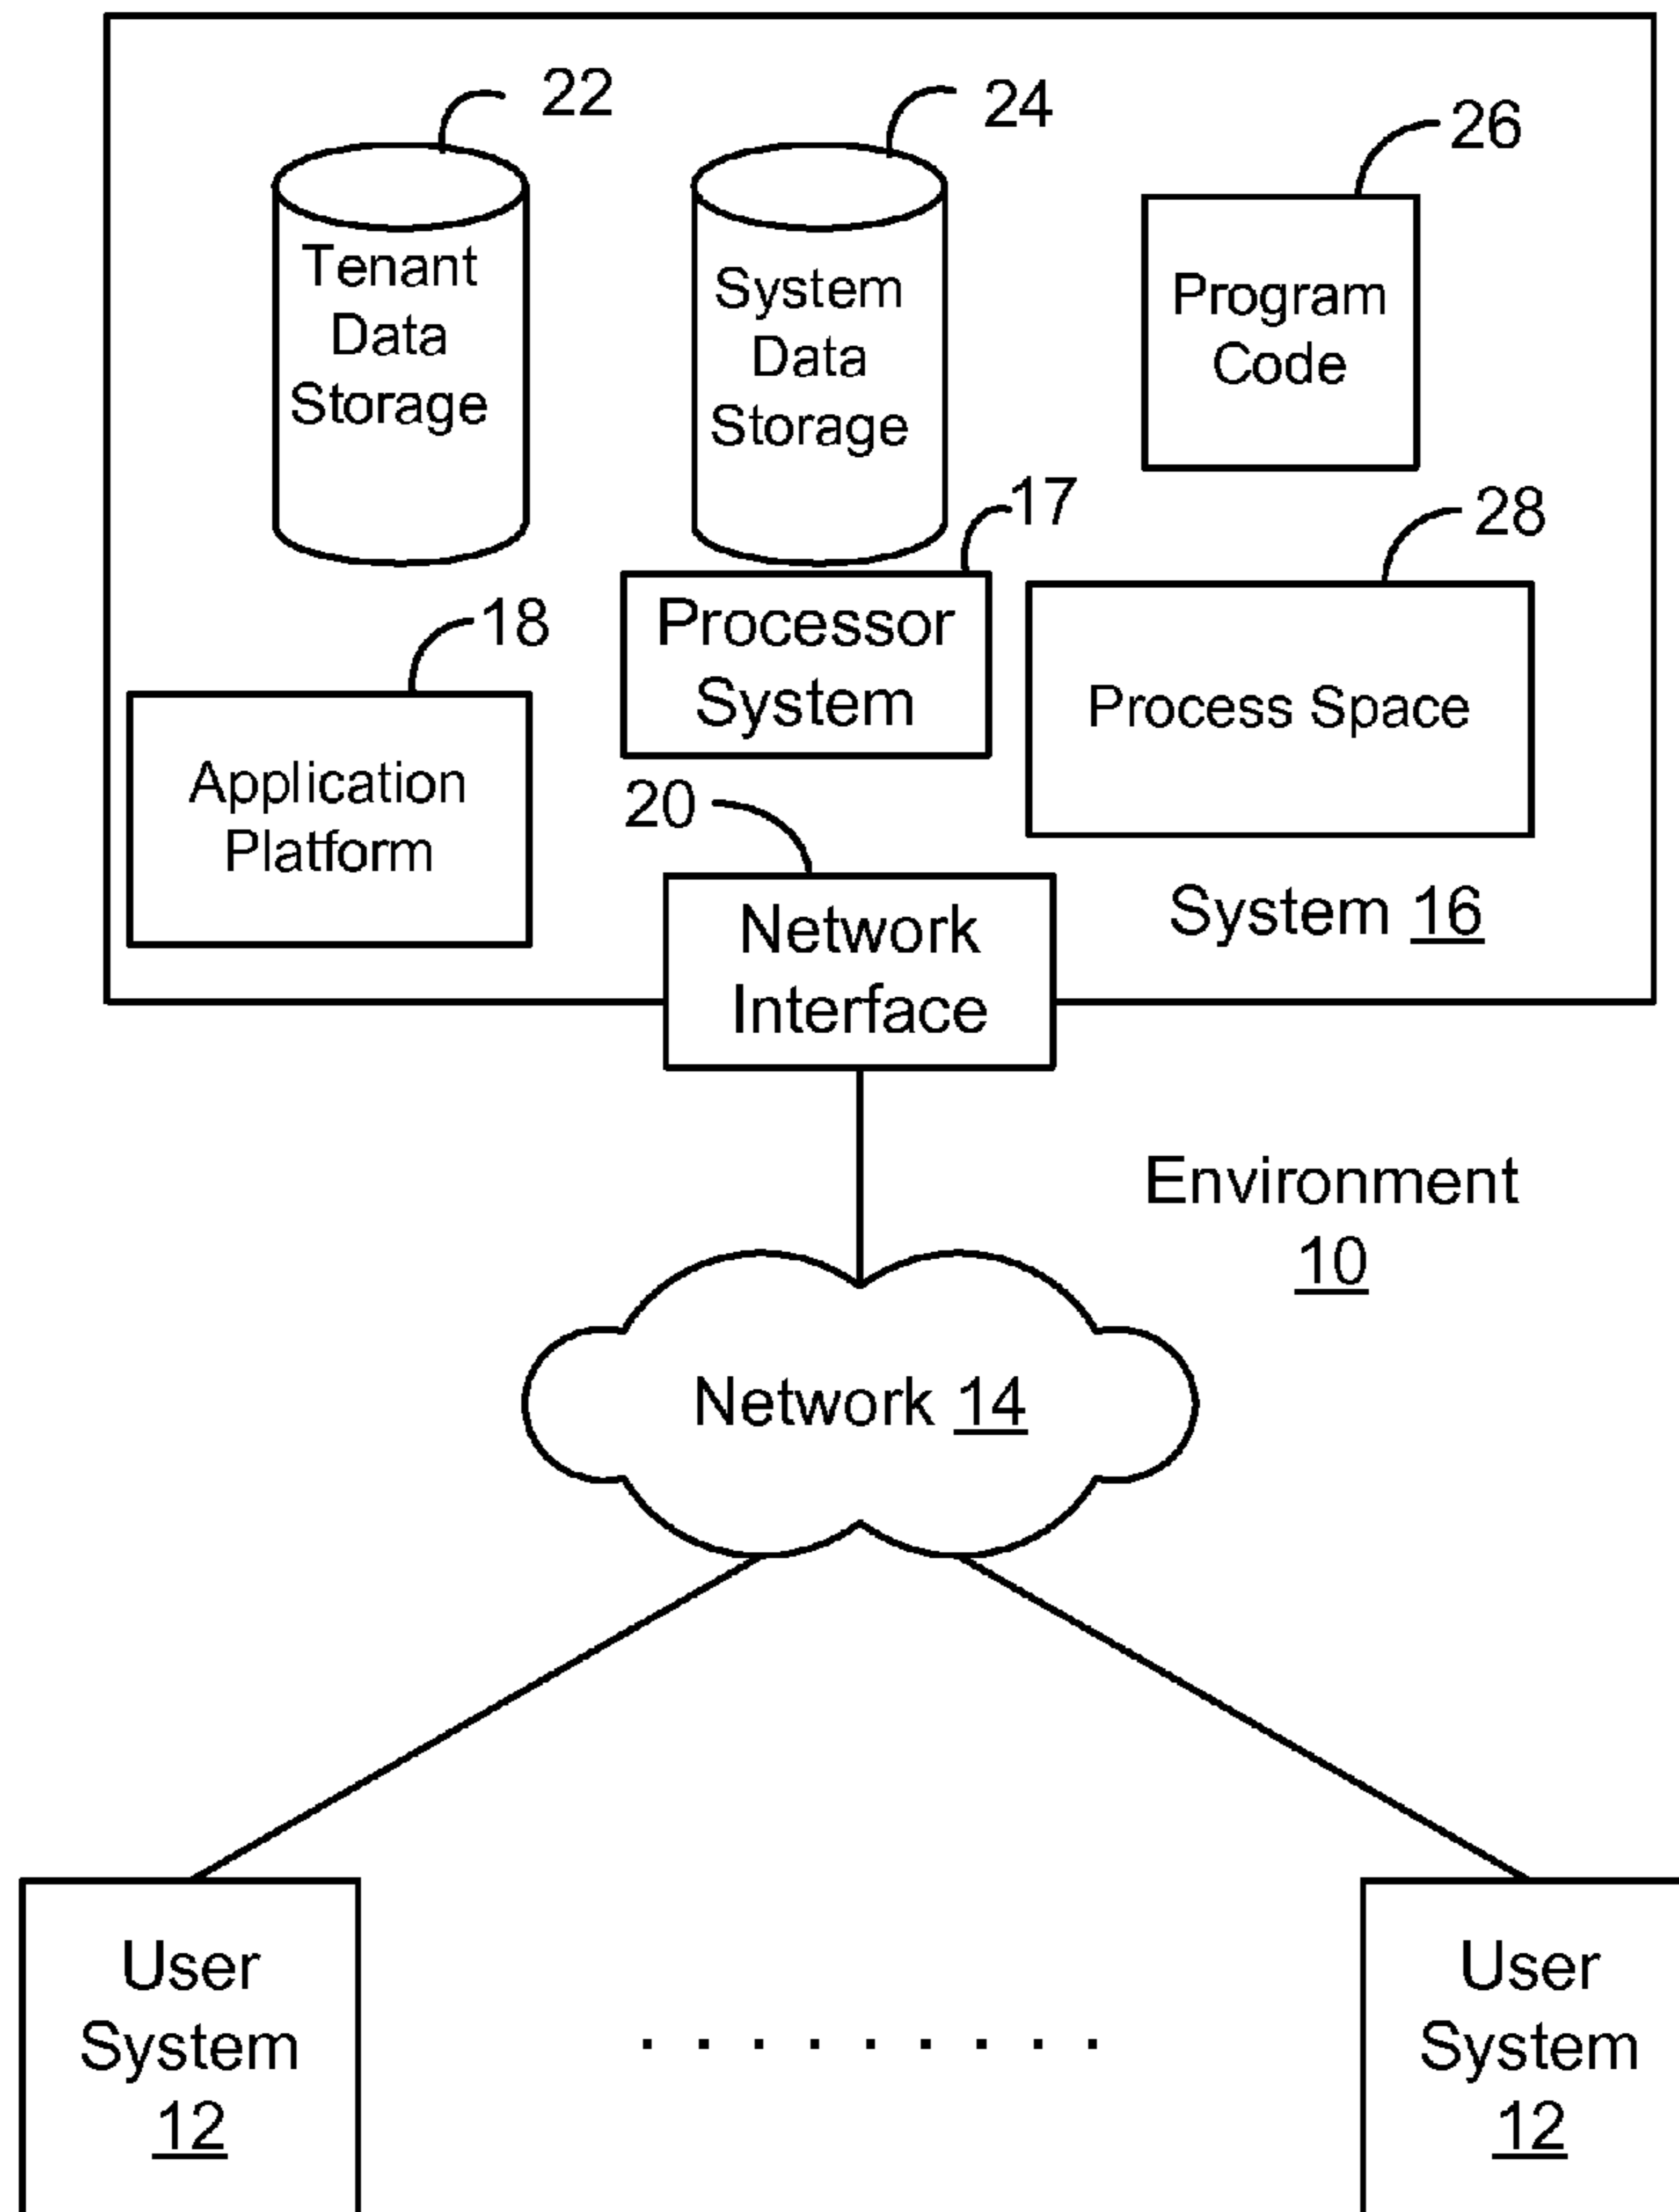 22
24
26
Tenant
Data
Storage
System
Data
Storage
Program
Code
17
28
18
Processor
System
Process Space
Application
Platform
20
Network
Interface
System 16
Environment
10
Network 14
User
System
12
. . . . . . . . .
User
System
12